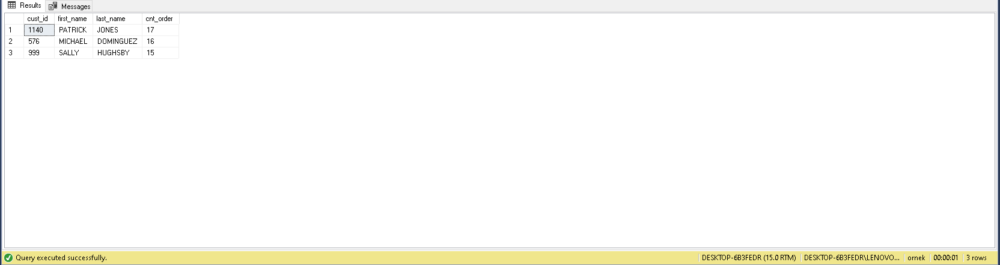 Results Messages
cust_id first_name last_name cnt_order
1 1140 PATRICK JONES 17
2 576 MICHAEL DOMINGUEZ 16
3 999 SALLY HUGHSBY 15
Query executed successfully. DESKTOP-6B3FEDR (15.0 RTM) DESKTOP-6B3FEDR\LENOVO... ornek 00:00:01 3 rows